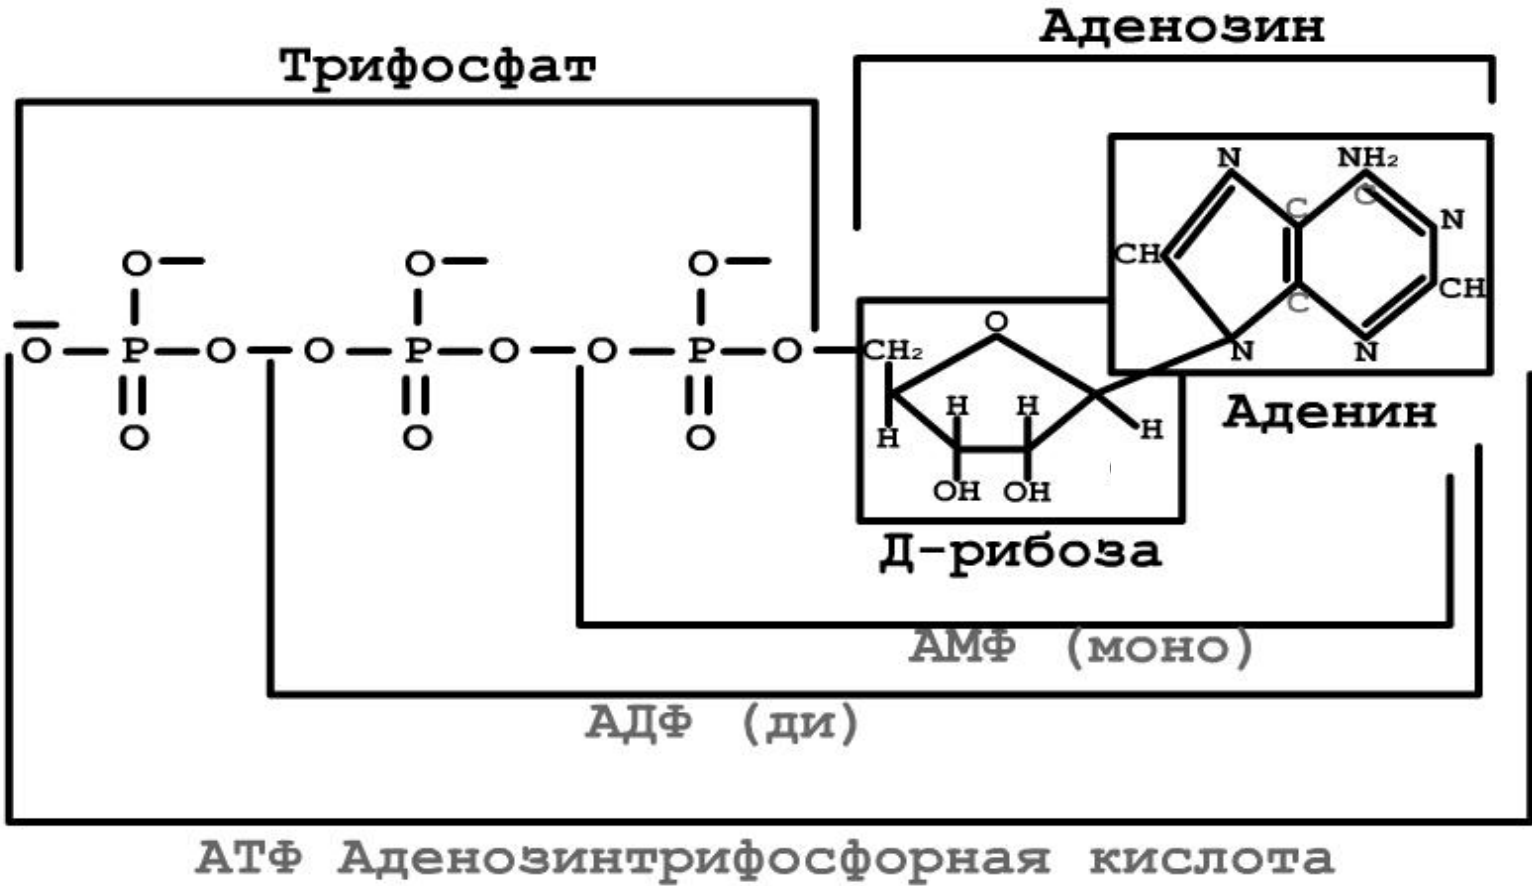 Аденозин
Трифосфат
N NH₂
C C
O O O N
CH
C CH
O P O O P O O P O CH₂ O N N
H H
Аденин
O O O H H
OH OH
Д-рибоза
АМФ (моно)
АДФ (ди)
АТФ Аденозинтрифосфорная кислота